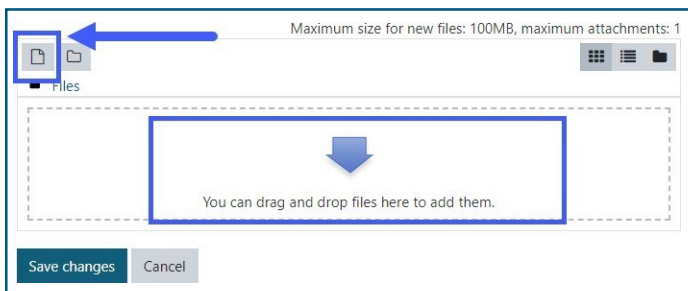 Maximum size for new files: 100MB, maximum attachments: 1
Files
You can drag and drop files here to add them.
Save changes Cancel